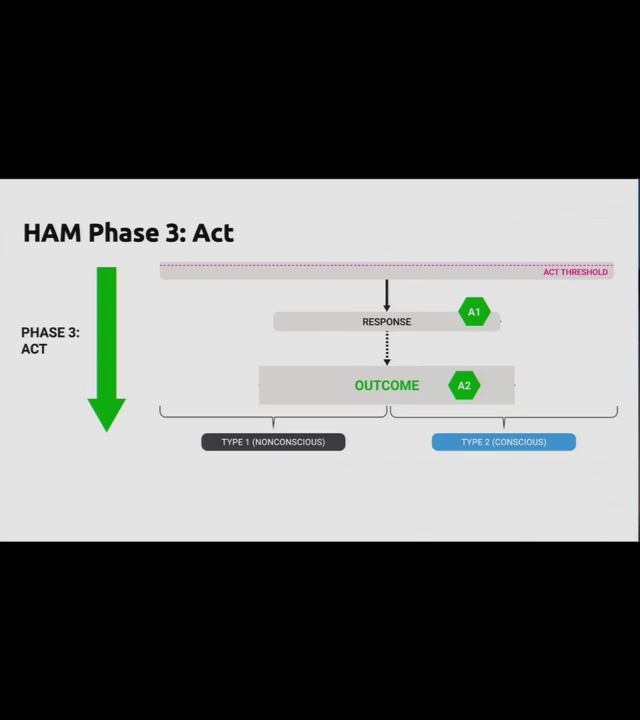 HAM Phase 3: Act
ACT THRESHOLD
A1
RESPONSE
PHASE 3:
ACT
OUTCOME
A2
TYPE 1 (NONCONSCIOUS)
TYPE 2 (CONSCIOUS)